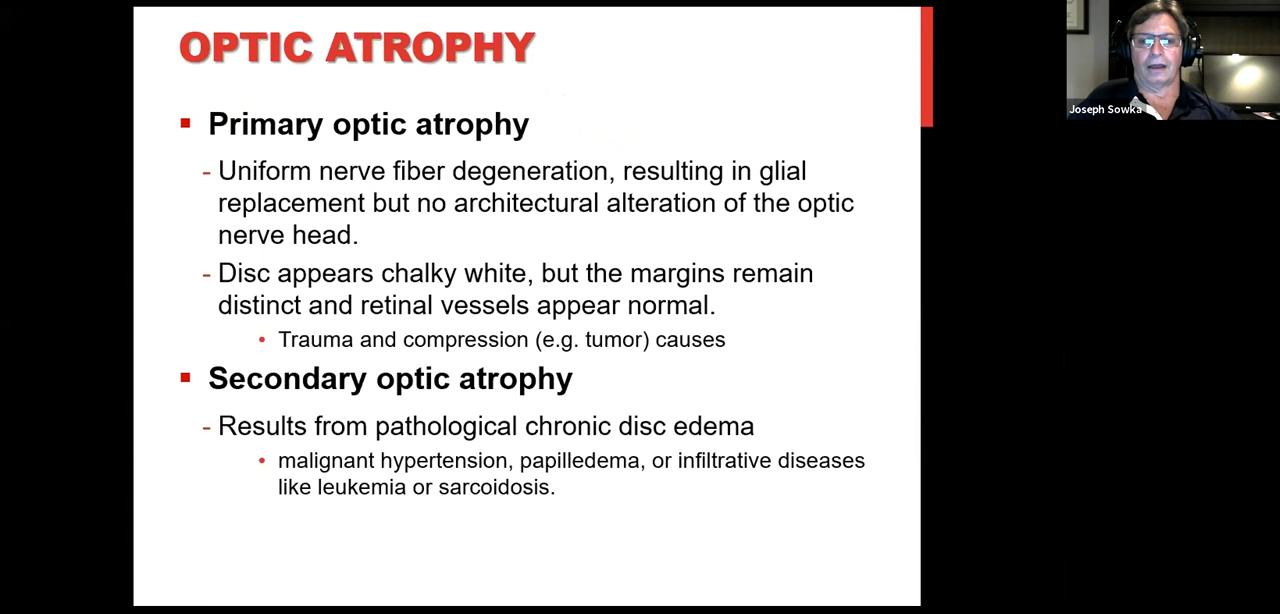 OPTIC ATROPHY
Primary optic atrophy
- Uniform nerve fiber degeneration, resulting in glial
replacement but no architectural alteration of the optic
nerve head.
- Disc appears chalky white, but the margins remain
distinct and retinal vessels appear normal.
• Trauma and compression (e.g. tumor) causes
Secondary optic atrophy
- Results from pathological chronic disc edema
• malignant hypertension, papilledema, or infiltrative diseases
like leukemia or sarcoidosis.
Joseph Sowka